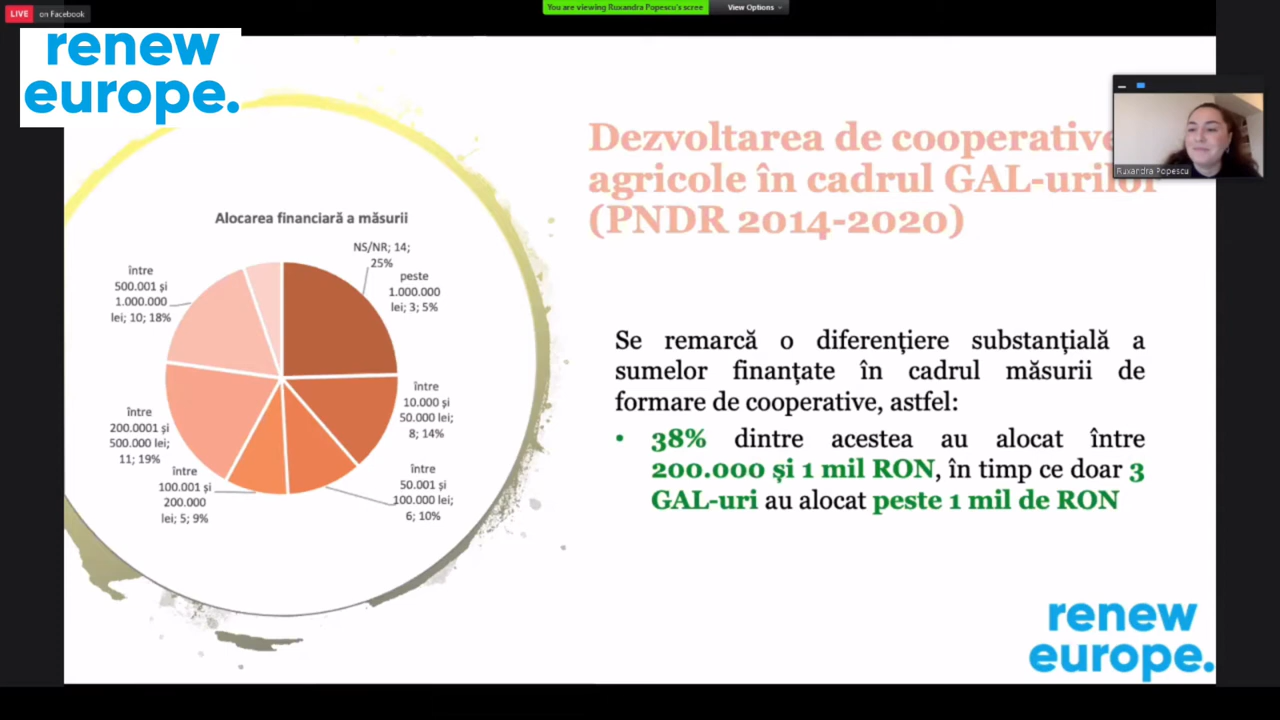 LIVE on Facebook
You are viewing Ruxandra Popescu's scree
View Options
renew
europe.
Dezvoltarea de cooperative
agricole în cadrul GAL-urilor
(PNDR 2014-2020)
Ruxandra Popescu
Alocarea financiară a măsurii
NS/NR; 14;
25%
peste
1.000.000
lei; 3; 5%
între
500.001 și
1.000.000
lei; 10; 18%
între
10.000 și
50.000 lei;
8; 14%
între
200.0001 și
500.000 lei;
11; 19%
între
50.001 și
100.000 lei;
6; 10%
între
100.001 și
200.000
lei; 5; 9%
Se remarcă o diferențiere substanțială a
sumelor finanțate în cadrul măsurii de
formare de cooperative, astfel:
• 38% dintre acestea au alocat între
200.000 și 1 mil RON, în timp ce doar 3
GAL-uri au alocat peste 1 mil de RON
renew
europe.